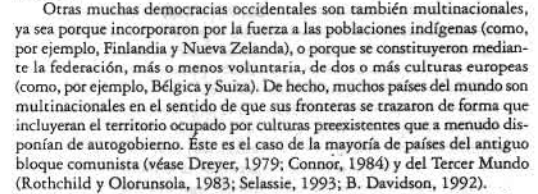 Otras muchas democracias occidentales son también multinacionales,
ya sea porque incorporaron por la fuerza a las poblaciones indígenas (como,
por ejemplo, Finlandia y Nueva Zelanda), o porque se constituyeron median-
te la federación, más o menos voluntaria, de dos o más culturas europeas
(como, por ejemplo, Bélgica y Suiza). De hecho, muchos países del mundo son
multinacionales en el sentido de que sus fronteras se trazaron de forma que
incluyeran el territorio ocupado por culturas preexistentes que a menudo dis-
ponían de autogobierno. Éste es el caso de la mayoría de países del antiguo
bloque comunista (véase Dreyer, 1979; Connor, 1984) y del Tercer Mundo
(Rothchild y Olorunsola, 1983; Selassie, 1993; B. Davidson, 1992).